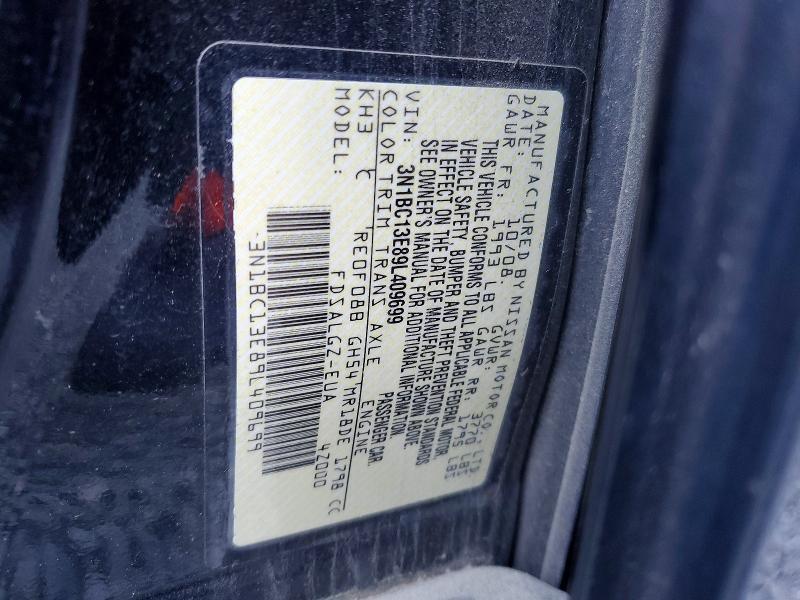 MANUFACTURED BY NISSAN MOTOR CO., LTD.
DATE: 10/08. GVWR: 3770 LBS
GAWR FR: 1993 LBS GAWR RR: 1795 LBS
THIS VEHICLE CONFORMS TO ALL APPLICABLE FEDERAL MOTOR
VEHICLE SAFETY, BUMPER AND THEFT PREVENTION STANDARDS
IN EFFECT ON THE DATE OF MANUFACTURE SHOWN ABOVE.
SEE OWNER'S MANUAL FOR ADDITIONAL INFORMATION.
VIN: 3N1BC13E89L409699 PASSENGER CAR
COLOR TRIM TRANS AXLE ENGINE
KH3 C RE0F08B GH54 MR18DE 1798 CC
MODEL: FDSALGZ-EUA 4Z000
3N1BC13E89L409699